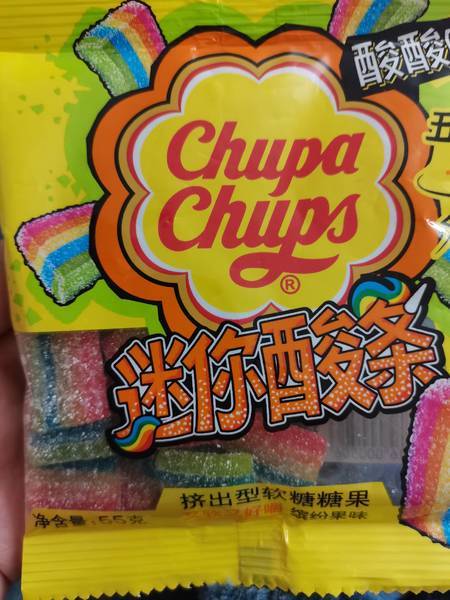 酸酸
Chupa
Chups
®
迷你酸条
挤出型软糖糖果
缤纷果味
净含量:55克